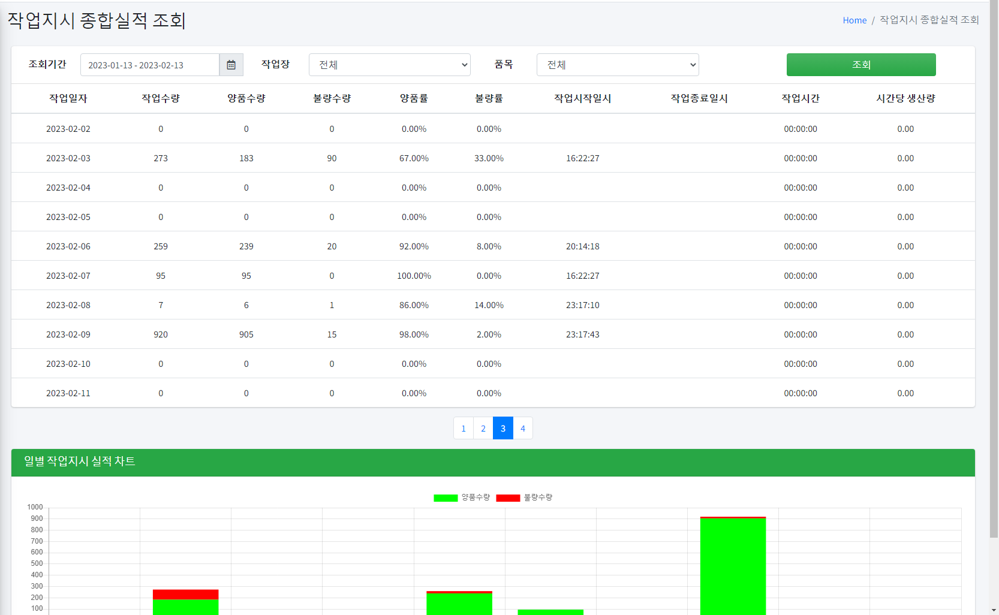 작업지시 종합실적 조회
Home / 작업지시 종합실적 조회
조회기간 2023-01-13 - 2023-02-13 작업장 전체 품목 전체 조회
작업일자 작업수량 양품수량 불량수량 양품률 불량률 작업시작일시 작업종료일시 작업시간 시간당 생산량
2023-02-02 0 0 0 0.00% 0.00% 00:00:00 0.00
2023-02-03 273 183 90 67.00% 33.00% 16:22:27 00:00:00 0.00
2023-02-04 0 0 0 0.00% 0.00% 00:00:00 0.00
2023-02-05 0 0 0 0.00% 0.00% 00:00:00 0.00
2023-02-06 259 239 20 92.00% 8.00% 20:14:18 00:00:00 0.00
2023-02-07 95 95 0 100.00% 0.00% 16:22:27 00:00:00 0.00
2023-02-08 7 6 1 86.00% 14.00% 23:17:10 00:00:00 0.00
2023-02-09 920 905 15 98.00% 2.00% 23:17:43 00:00:00 0.00
2023-02-10 0 0 0 0.00% 0.00% 00:00:00 0.00
2023-02-11 0 0 0 0.00% 0.00% 00:00:00 0.00
1 2 3 4
일별 작업지시 실적 차트
양품수량 불량수량
1000
900
800
700
600
500
400
300
200
100